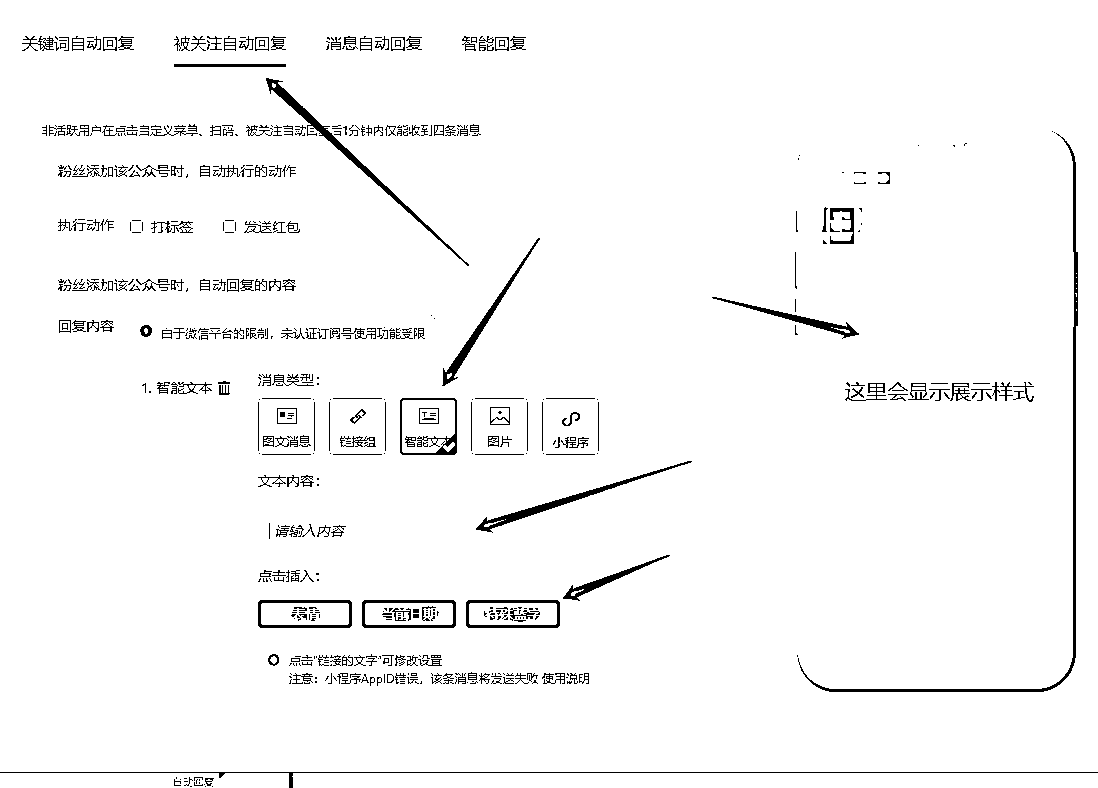 关键词自动回复 被关注自动回复 消息自动回复 智能回复
非活跃用户在点击自定义菜单、扫码、被关注自动回复后1分钟内仅能收到四条消息
粉丝添加该公众号时，自动执行的动作
执行动作 打标签 发送红包
粉丝添加该公众号时，自动回复的内容
回复内容 由于微信平台的限制，未认证订阅号使用功能受限
1. 智能文本 消息类型：
图文消息 链接组 智能文本 图片 小程序
这里会显示展示样式
文本内容：
请输入内容
点击插入：
表情 当前日期 特殊蓝字
点击"链接的文字"可修改设置
注意：小程序AppID错误，该条消息将发送失败 使用说明
自动回复